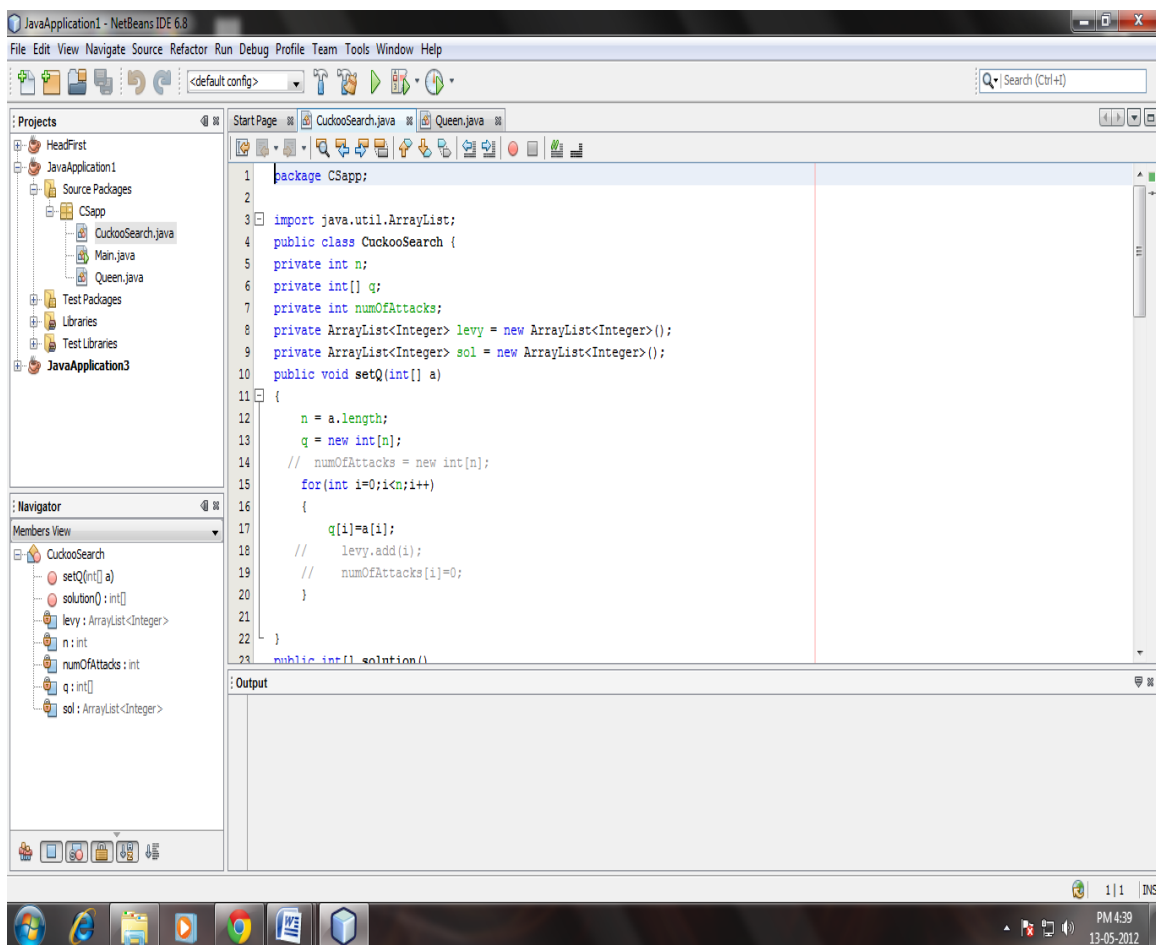 JavaApplication1 - NetBeans IDE 6.8
File Edit View Navigate Source Refactor Run Debug Profile Team Tools Window Help
<default config>
Search (Ctrl+I)
Projects
HeadFirst
JavaApplication1
Source Packages
CSapp
CuckooSearch.java
Main.java
Queen.java
Test Packages
Libraries
Test Libraries
JavaApplication3
Start Page CuckooSearch.java Queen.java
1 package CSapp;
2
3 import java.util.ArrayList;
4 public class CuckooSearch {
5 private int n;
6 private int[] q;
7 private int numOfAttacks;
8 private ArrayList<Integer> levy = new ArrayList<Integer>();
9 private ArrayList<Integer> sol = new ArrayList<Integer>();
10 public void setQ(int[] a)
11 {
12 n = a.length;
13 q = new int[n];
14 // numOfAttacks = new int[n];
15 for(int i=0;i<n;i++)
16 {
17 q[i]=a[i];
18 // levy.add(i);
19 // numOfAttacks[i]=0;
20 }
21
22 }
23 public int[] solution()
Navigator
Members View
CuckooSearch
setQ(int[] a)
solution() : int[]
levy : ArrayList<Integer>
n : int
numOfAttacks : int
q : int[]
sol : ArrayList<Integer>
Output
1|1 INS
PM 4:39
13-05-2012